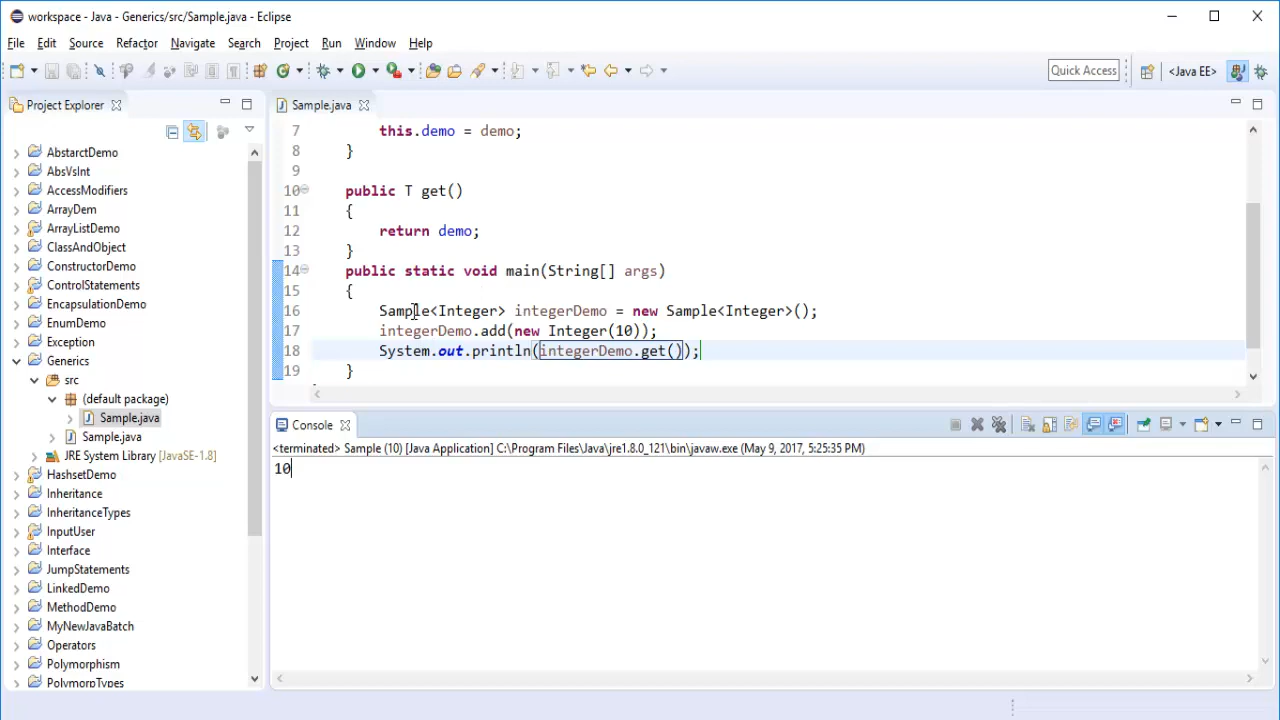 workspace - Java - Generics/src/Sample.java - Eclipse
File Edit Source Refactor Navigate Search Project Run Window Help
Quick Access <Java EE>
Project Explorer
AbstarctDemo
AbsVsInt
AccessModifiers
ArrayDem
ArrayListDemo
ClassAndObject
ConstructorDemo
ControlStatements
EncapsulationDemo
EnumDemo
Exception
Generics
src
(default package)
Sample.java
Sample.java
JRE System Library [JavaSE-1.8]
HashsetDemo
Inheritance
InheritanceTypes
InputUser
Interface
JumpStatements
LinkedDemo
MethodDemo
MyNewJavaBatch
Operators
Polymorphism
PolymorpTypes
Sample.java
7 this.demo = demo;
8 }
9
10 public T get()
11 {
12 return demo;
13 }
14 public static void main(String[] args)
15 {
16 Sample<Integer> integerDemo = new Sample<Integer>();
17 integerDemo.add(new Integer(10));
18 System.out.println(integerDemo.get());
19 }
Console
<terminated> Sample (10) [Java Application] C:\Program Files\Java\jre1.8.0_121\bin\javaw.exe (May 9, 2017, 5:25:35 PM)
10